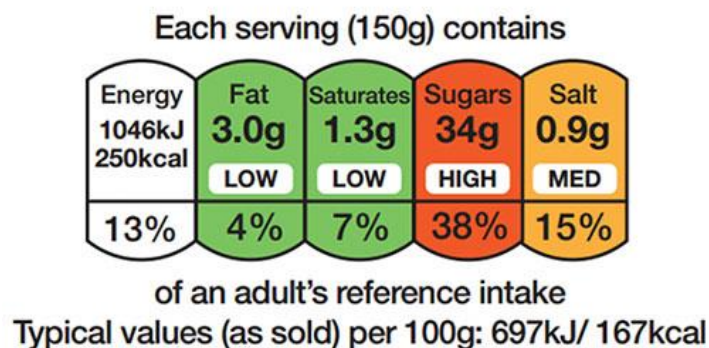 Each serving (150g) contains
Energy Fat Saturates Sugars Salt
1046kJ 3.0g 1.3g 34g 0.9g
250kcal
LOW LOW HIGH MED
13% 4% 7% 38% 15%
of an adult's reference intake
Typical values (as sold) per 100g: 697kJ/ 167kcal